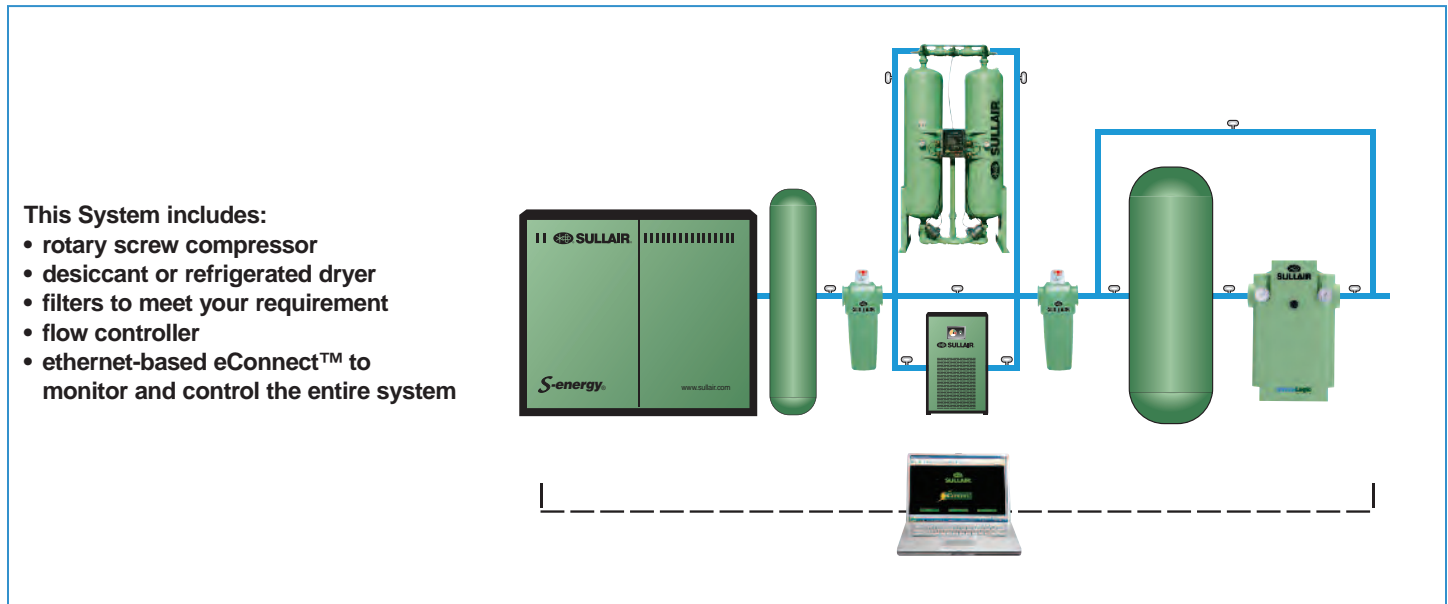 This System includes:
• rotary screw compressor
• desiccant or refrigerated dryer
• filters to meet your requirement
• flow controller
• ethernet-based eConnect™ to
monitor and control the entire system
SULLAIR
S-energy®
www.sullair.com
SULLAIR
SULLAIR
SULLAIR
SULLAIR
SULLAIR
SULLAIR